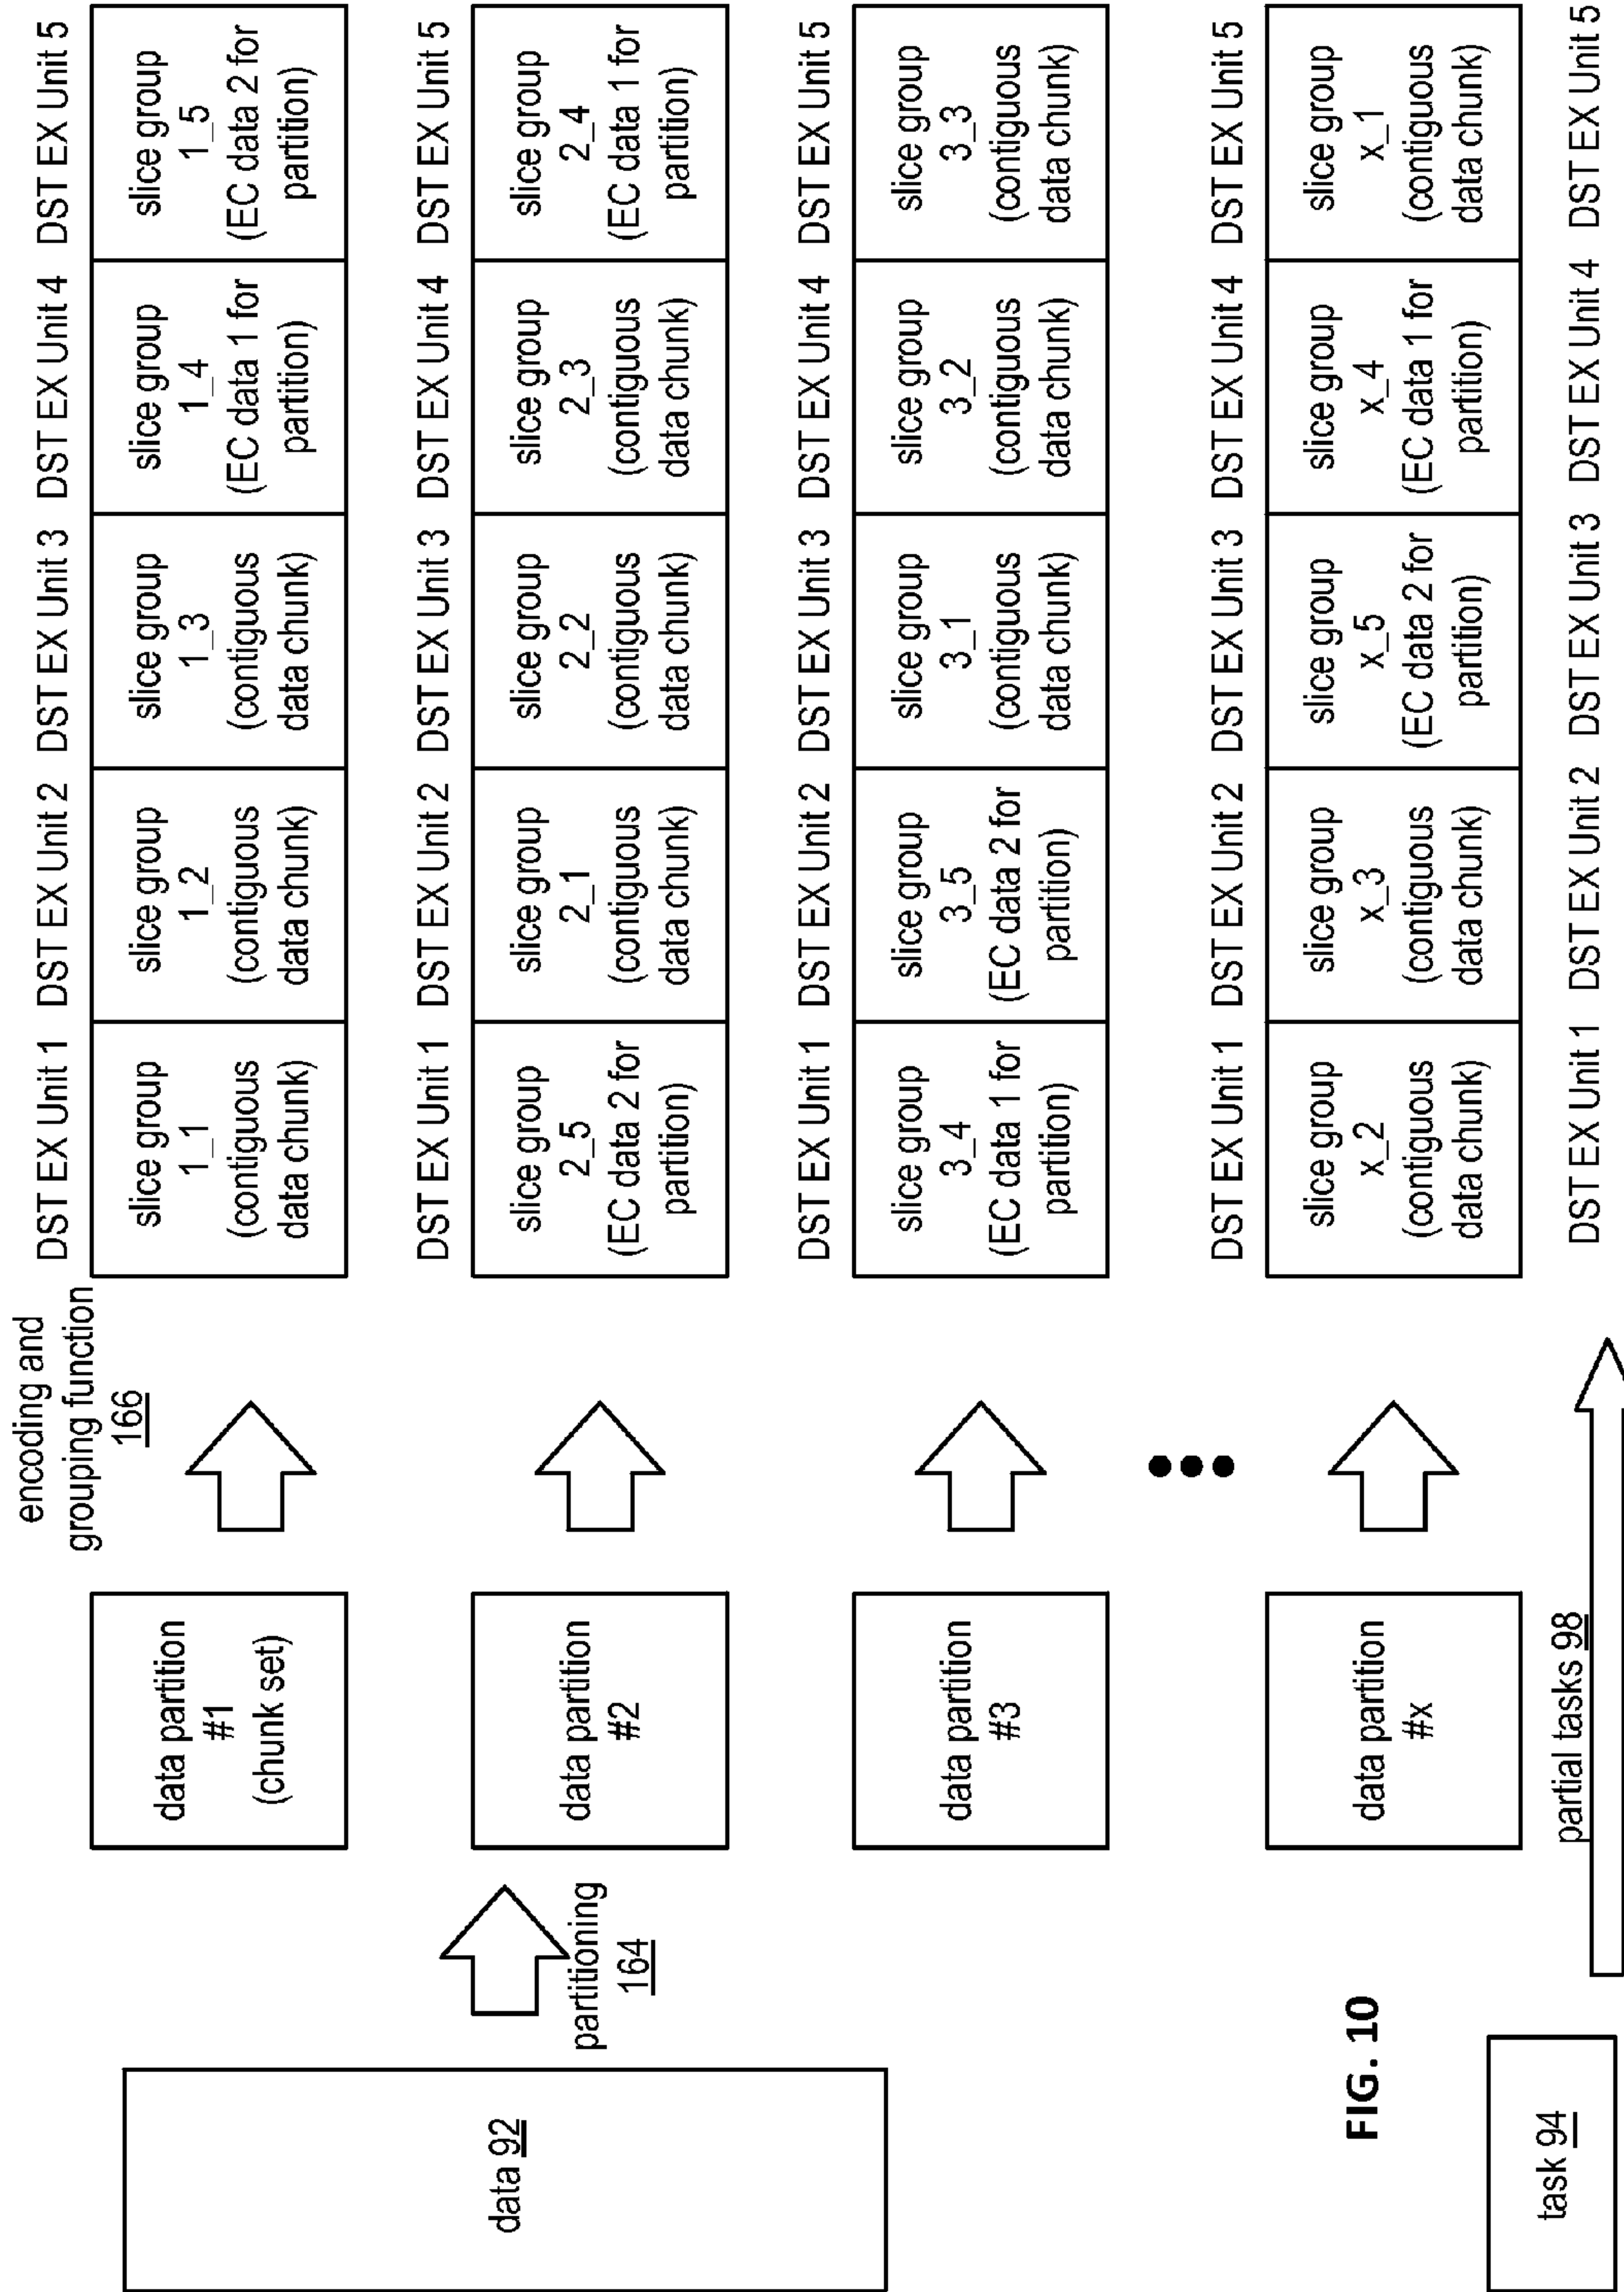 encoding and
grouping function
166
data 92
partitioning
164
data partition
#1
(chunk set)
DST EX Unit 1 DST EX Unit 2 DST EX Unit 3 DST EX Unit 4 DST EX Unit 5
slice group
1_1
(contiguous
data chunk)
slice group
1_2
(contiguous
data chunk)
slice group
1_3
(contiguous
data chunk)
slice group
1_4
(EC data 1 for
partition)
slice group
1_5
(EC data 2 for
partition)
data partition
#2
DST EX Unit 1 DST EX Unit 2 DST EX Unit 3 DST EX Unit 4 DST EX Unit 5
slice group
2_5
(EC data 2 for
partition)
slice group
2_1
(contiguous
data chunk)
slice group
2_2
(contiguous
data chunk)
slice group
2_3
(contiguous
data chunk)
slice group
2_4
(EC data 1 for
partition)
data partition
#3
DST EX Unit 1 DST EX Unit 2 DST EX Unit 3 DST EX Unit 4 DST EX Unit 5
slice group
3_4
(EC data 1 for
partition)
slice group
3_5
(EC data 2 for
partition)
slice group
3_1
(contiguous
data chunk)
slice group
3_2
(contiguous
data chunk)
slice group
3_3
(contiguous
data chunk)
data partition
#x
DST EX Unit 1 DST EX Unit 2 DST EX Unit 3 DST EX Unit 4 DST EX Unit 5
slice group
x_2
(contiguous
data chunk)
slice group
x_3
(contiguous
data chunk)
slice group
x_5
(EC data 2 for
partition)
slice group
x_4
(EC data 1 for
partition)
slice group
x_1
(contiguous
data chunk)
FIG. 10
task 94
partial tasks 98
DST EX Unit 1 DST EX Unit 2 DST EX Unit 3 DST EX Unit 4 DST EX Unit 5